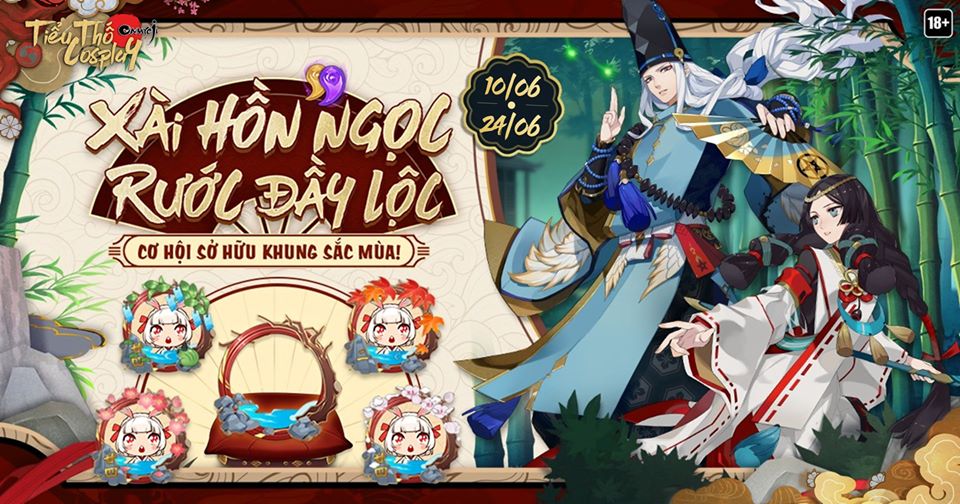 Tiểu Thố
Onmyoji
Cosplay
18+
XÀI HỒN NGỌC
RƯỚC ĐẦY LỘC
10/06
24/06
CƠ HỘI SỞ HỮU KHUNG SẮC MÙA!